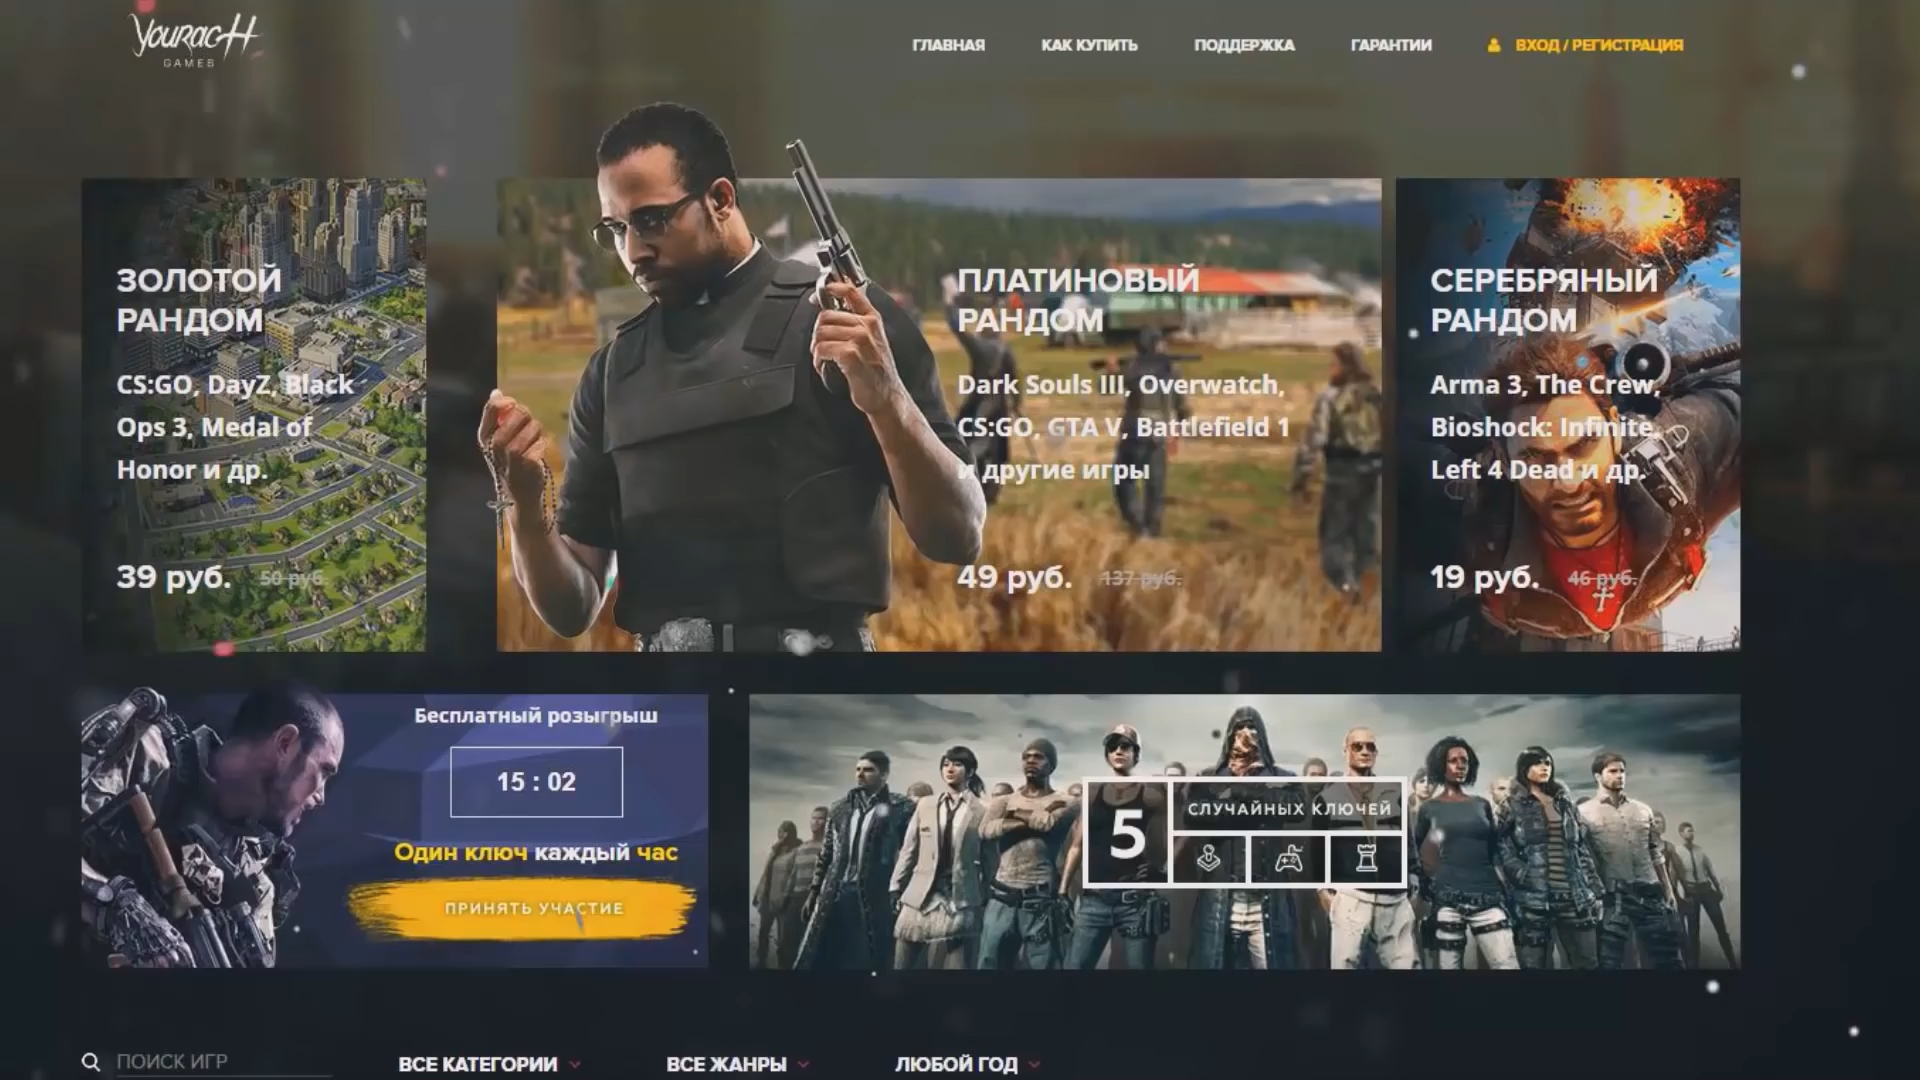 YOURACH
GAMES
ГЛАВНАЯ
КАК КУПИТЬ
ПОДДЕРЖКА
ГАРАНТИИ
ВХОД / РЕГИСТРАЦИЯ
ЗОЛОТОЙ
РАНДОМ
CS:GO, DayZ, Black
Ops 3, Medal of
Honor и др.
39 руб. 50 руб.
ПЛАТИНОВЫЙ
РАНДОМ
Dark Souls III, Overwatch,
CS:GO, GTA V, Battlefield 1
и другие игры
49 руб. 137 руб.
СЕРЕБРЯНЫЙ
РАНДОМ
Arma 3, The Crew,
Bioshock: Infinite,
Left 4 Dead и др.
19 руб. 46 руб.
Бесплатный розыгрыш
15 : 02
Один ключ каждый час
ПРИНЯТЬ УЧАСТИЕ
5
СЛУЧАЙНЫХ КЛЮЧЕЙ
ПОИСК ИГР
ВСЕ КАТЕГОРИИ
ВСЕ ЖАНРЫ
ЛЮБОЙ ГОД